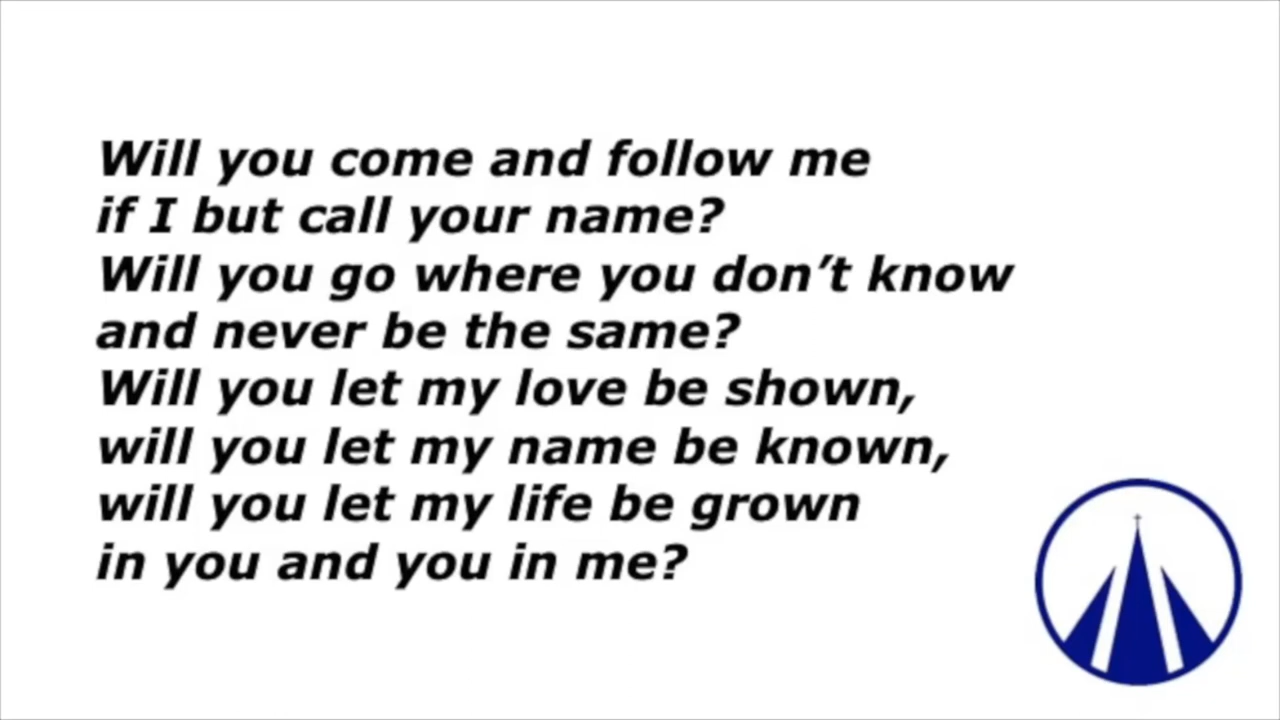 Will you come and follow me
if I but call your name?
Will you go where you don’t know
and never be the same?
Will you let my love be shown,
will you let my name be known,
will you let my life be grown
in you and you in me?